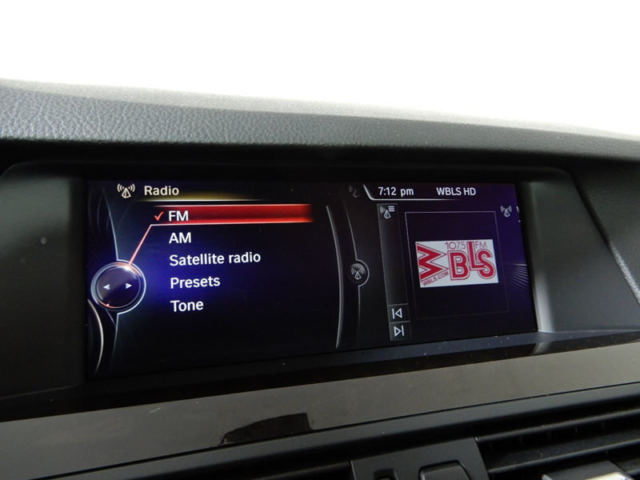 Radio
7:12 pm WBLS HD
✓ FM
AM
Satellite radio
Presets
Tone
107.5 FM
WBLS